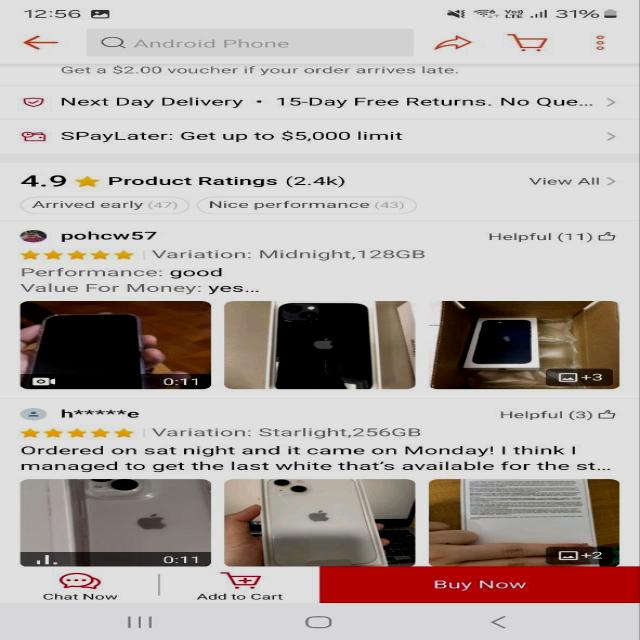 12:56 31%
Android Phone
Get a $2.00 voucher if your order arrives late.
Next Day Delivery • 15-Day Free Returns. No Que... >
SPayLater: Get up to $5,000 limit >
4.9 Product Ratings (2.4k) View All >
Arrived early (47) Nice performance (43)
pohcw57 Helpful (11)
Variation: Midnight,128GB
Performance: good
Value For Money: yes...
0:11 +3
h*****e Helpful (3)
Variation: Starlight,256GB
Ordered on sat night and it came on Monday! I think I
managed to get the last white that's available for the st...
0:11 +2
Chat Now Add to Cart Buy Now